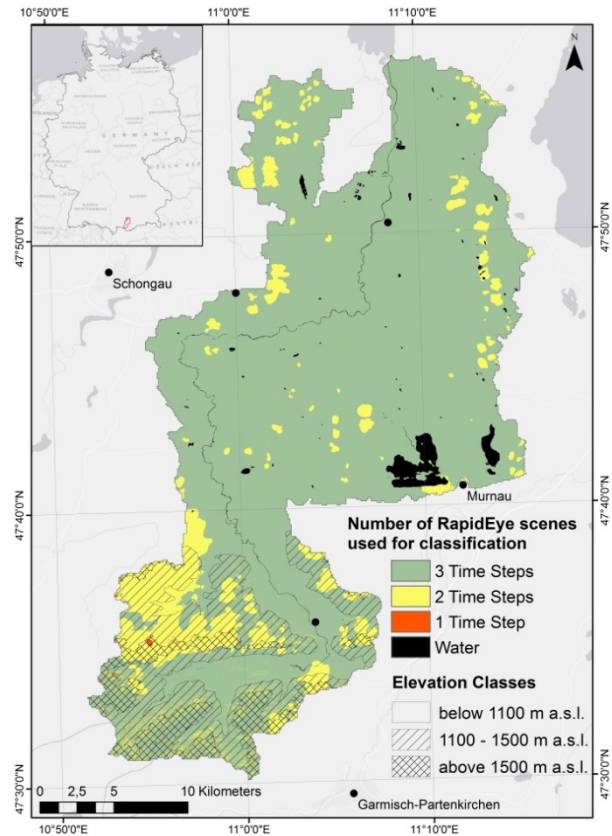 10°50'0"E
11°0'0"E
11°10'0"E
N
GERMANY
47°50'0"N
47°50'0"N
Schongau
Murnau
47°40'0"N
47°40'0"N
Number of RapidEye scenes
used for classification
3 Time Steps
2 Time Steps
1 Time Step
Water
Elevation Classes
below 1100 m a.s.l.
1100 - 1500 m a.s.l.
above 1500 m a.s.l.
47°30'0"N
47°30'0"N
0 2,5 5 10 Kilometers
Garmisch-Partenkirchen
10°50'0"E
11°0'0"E
11°10'0"E